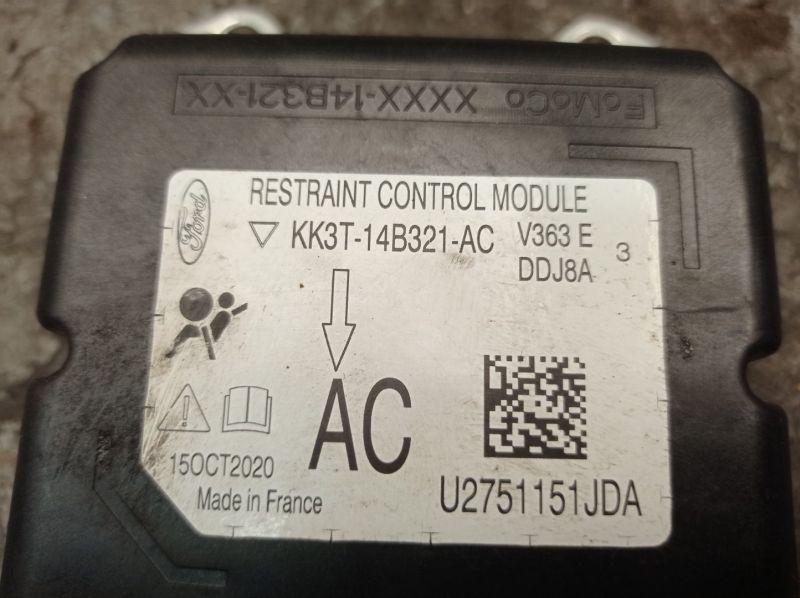 FoMoCo XXXX-14B321-XX
Ford
RESTRAINT CONTROL MODULE
KK3T-14B321-AC
V363 E
DDJ8A
3
AC
15OCT2020
Made in France
U2751151JDA